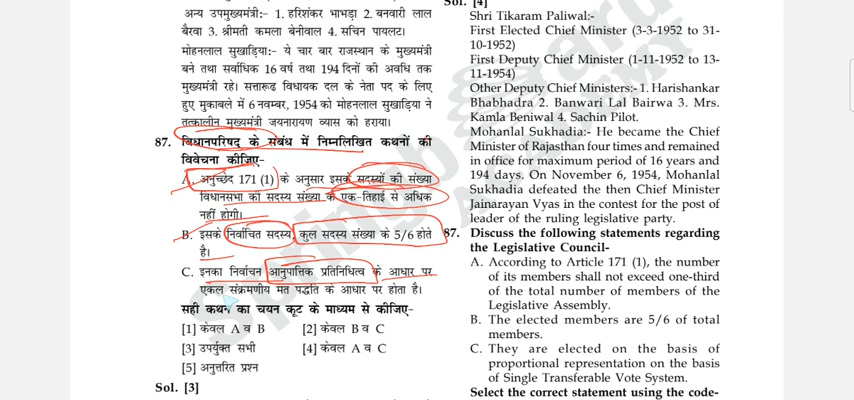 अन्य उपमुख्यमंत्री:- 1. हरिशंकर भाभड़ा 2. बनवारी लाल
बैरवा 3. श्रीमती कमला बेनीवाल 4. सचिन पायलट।
मोहनलाल सुखाड़िया:- ये चार बार राजस्थान के मुख्यमंत्री
बने तथा सर्वाधिक 16 वर्ष तथा 194 दिनों की अवधि तक
मुख्यमंत्री रहे। सत्तारूढ विधायक दल के नेता पद के लिए
हुए मुकाबले में 6 नवम्बर, 1954 को मोहनलाल सुखाड़िया ने
तत्कालीन मुख्यमंत्री जयनारायण व्यास को हराया।
87. विधानपरिषद् के संबंध में निम्नलिखित कथनों की
विवेचना कीजिए-
A. अनुच्छेद 171 (1) के अनुसार इसके सदस्यों की संख्या
विधानसभा की सदस्य संख्या के एक-तिहाई से अधिक
नहीं होगी।
B. इसके निर्वाचित सदस्य, कुल सदस्य संख्या के 5/6 होते
है।
C. इनका निर्वाचन आनुपातिक प्रतिनिधित्व के आधार पर
एकल संक्रमणीय मत पद्धति के आधार पर होता है।
सही कथन का चयन कूट के माध्यम से कीजिए-
[1] केवल A व B [2] केवल B व C
[3] उपर्युक्त सभी [4] केवल A व C
[5] अनुत्तरित प्रश्न
Sol. [3]
Sol. [4]
Shri Tikaram Paliwal:-
First Elected Chief Minister (3-3-1952 to 31-
10-1952)
First Deputy Chief Minister (1-11-1952 to 13-
11-1954)
Other Deputy Chief Ministers:- 1. Harishankar
Bhabhadra 2. Banwari Lal Bairwa 3. Mrs.
Kamla Beniwal 4. Sachin Pilot.
Mohanlal Sukhadia:- He became the Chief
Minister of Rajasthan four times and remained
in office for maximum period of 16 years and
194 days. On November 6, 1954, Mohanlal
Sukhadia defeated the then Chief Minister
Jainarayan Vyas in the contest for the post of
leader of the ruling legislative party.
87. Discuss the following statements regarding
the Legislative Council-
A. According to Article 171 (1), the number
of its members shall not exceed one-third
of the total number of members of the
Legislative Assembly.
B. The elected members are 5/6 of total
members.
C. They are elected on the basis of
proportional representation on the basis
of Single Transferable Vote System.
Select the correct statement using the code-